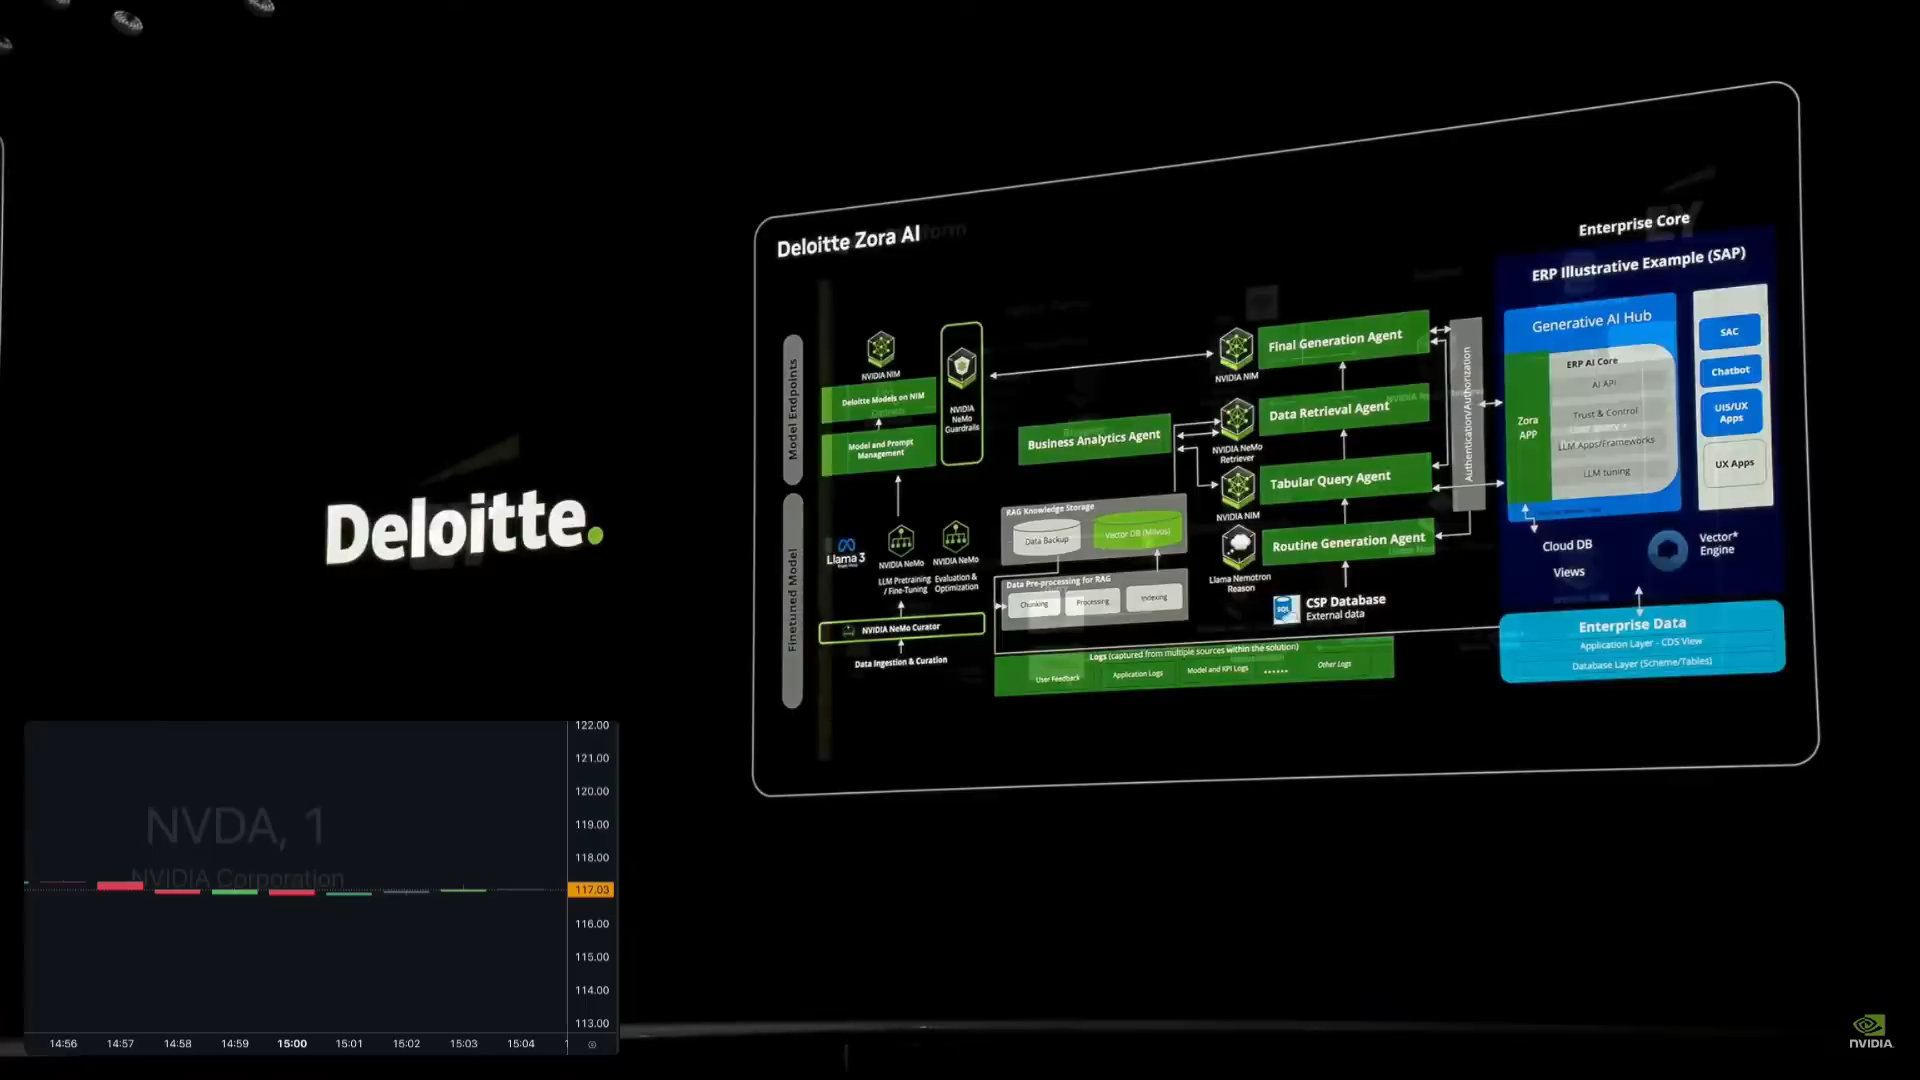 Deloitte.
Deloitte Zora AI
Enterprise Core
ERP Illustrative Example (SAP)
Model Endpoints
NVIDIA NIM
Deloitte Models on NIM
Model and Prompt
Management
NVIDIA
NeMo
Guardrails
Finetuned Model
Llama 3
NVIDIA NeMo
LLM Pretraining
/ Fine-Tuning
NVIDIA NeMo
Evaluation &
Optimization
NVIDIA NeMo Curator
Data Ingestion & Curation
Business Analytics Agent
RAG Knowledge Storage
Data Backup
Vector DB (Milvos)
Data Pre-processing for RAG
Chunking
Processing
Indexing
Logs (captured from multiple sources within the solution)
User Feedback
Application Logs
Model and KPI Logs
......
Other Logs
NVIDIA NIM
Final Generation Agent
NVIDIA NeMo
Retriever
Data Retrieval Agent
NVIDIA NIM
Tabular Query Agent
Llama Nemotron
Reason
Routine Generation Agent
SQL
CSP Database
External data
Authentication/Authorization
Generative AI Hub
Zora
APP
ERP AI Core
AI API
Trust & Control
LLM Apps/Frameworks
LLM tuning
SAC
Chatbot
UI5/UX
Apps
UX Apps
Cloud DB
Views
Vector*
Engine
Enterprise Data
Application Layer - CDS View
Database Layer (Scheme/Tables)
EY
NVDA, 1
NVIDIA Corporation
122.00
121.00
120.00
119.00
118.00
117.03
116.00
115.00
114.00
113.00
14:56 14:57 14:58 14:59 15:00 15:01 15:02 15:03 15:04
NVIDIA.